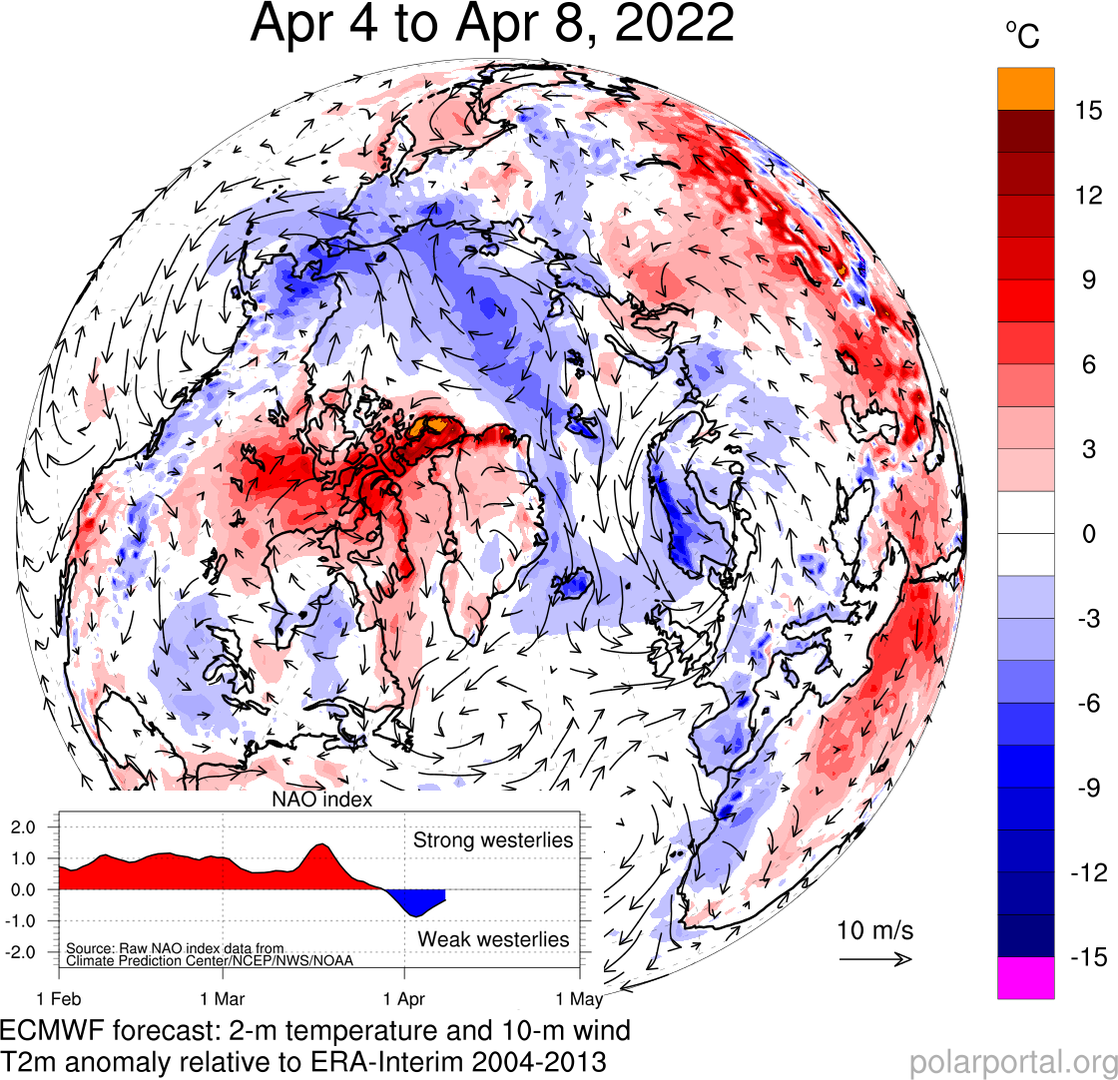 Apr 4 to Apr 8, 2022
°C
15
12
9
6
3
0
-3
-6
-9
-12
-15
10 m/s
NAO index
2.0
1.0
0.0
-1.0
-2.0
Strong westerlies
Weak westerlies
Source: Raw NAO index data from
Climate Prediction Center/NCEP/NWS/NOAA
1 Feb
1 Mar
1 Apr
1 May
ECMWF forecast: 2-m temperature and 10-m wind
T2m anomaly relative to ERA-Interim 2004-2013
polarportal.org